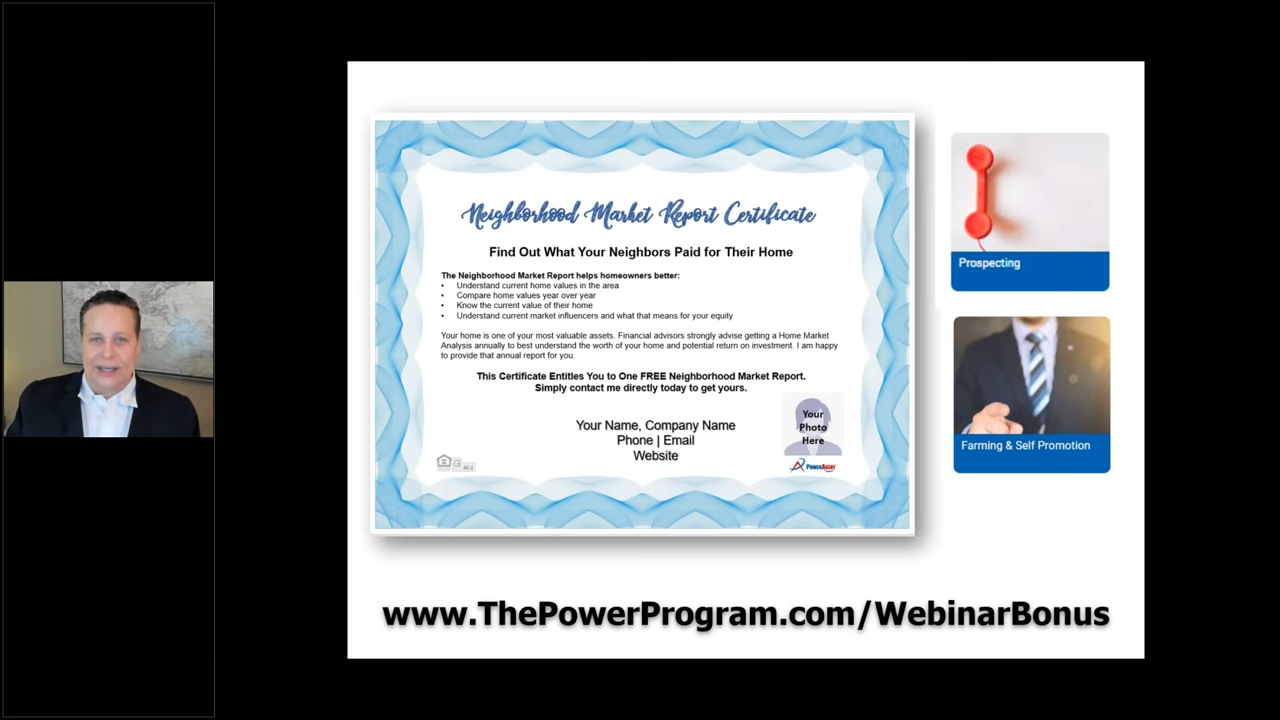 Neighborhood Market Report Certificate
Find Out What Your Neighbors Paid for Their Home
The Neighborhood Market Report helps homeowners better:
• Understand current home values in the area
• Compare home values year over year
• Know the current value of their home
• Understand current market influencers and what that means for your equity
Your home is one of your most valuable assets. Financial advisors strongly advise getting a Home Market
Analysis annually to best understand the worth of your home and potential return on investment. I am happy
to provide that annual report for you.
This Certificate Entitles You to One FREE Neighborhood Market Report.
Simply contact me directly today to get yours.
Your Name, Company Name
Phone | Email
Website
Your
Photo
Here
POWERAGENT
Prospecting
Farming & Self Promotion
www.ThePowerProgram.com/WebinarBonus